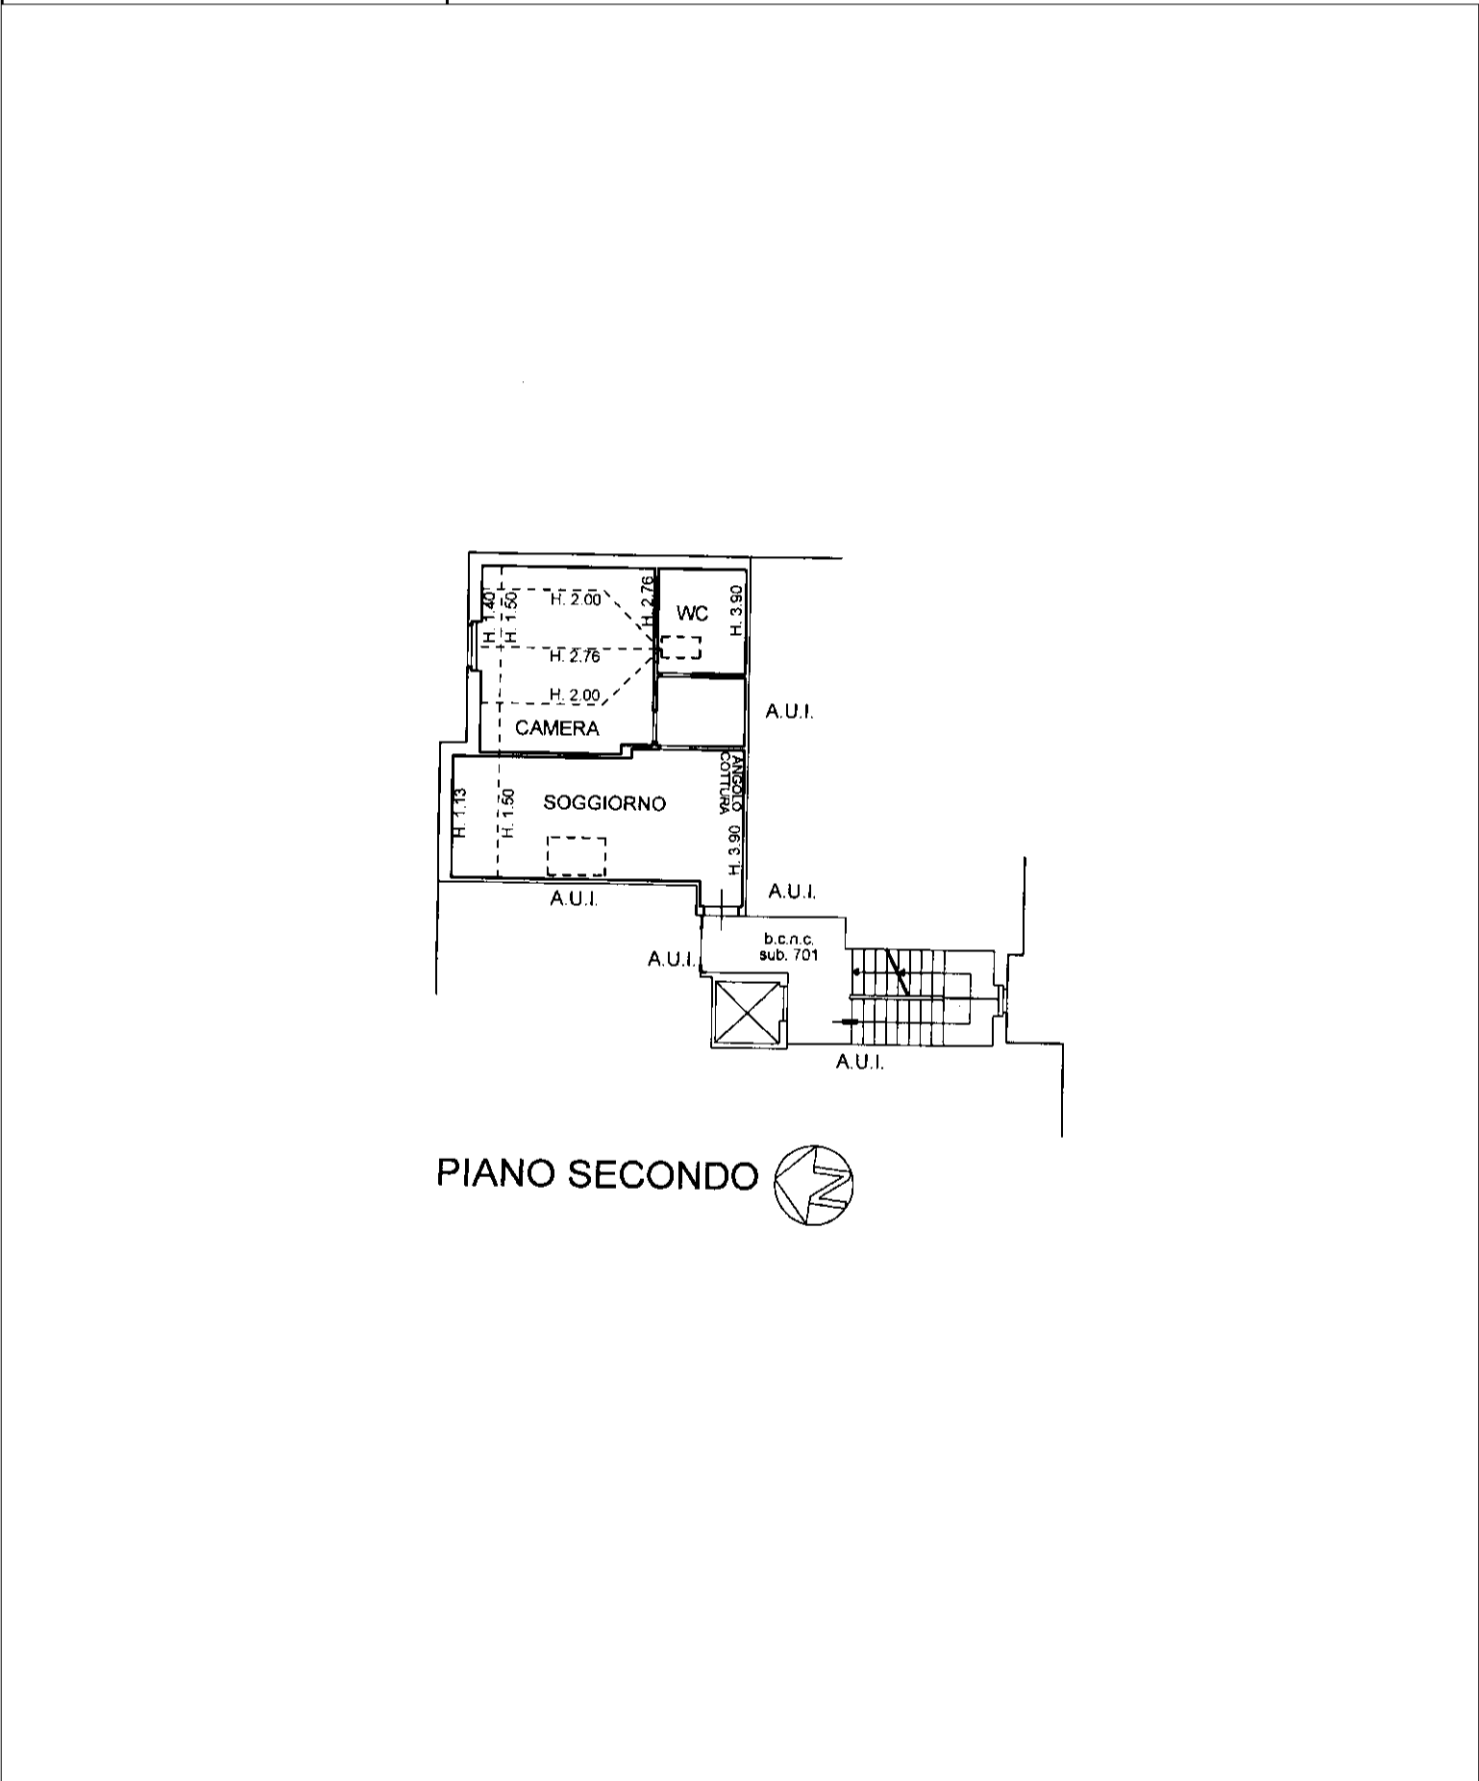 H. 1.40
H. 1.50
H. 2.00
H. 2.76
WC
H. 3.90
H. 2.76
H. 2.00
CAMERA
A.U.I.
ANGOLO
COTTURA
H. 1.13
H. 1.50
SOGGIORNO
H. 3.90
A.U.I.
A.U.I.
A.U.I.
b.c.n.c.
sub. 701
A.U.I.
PIANO SECONDO
N